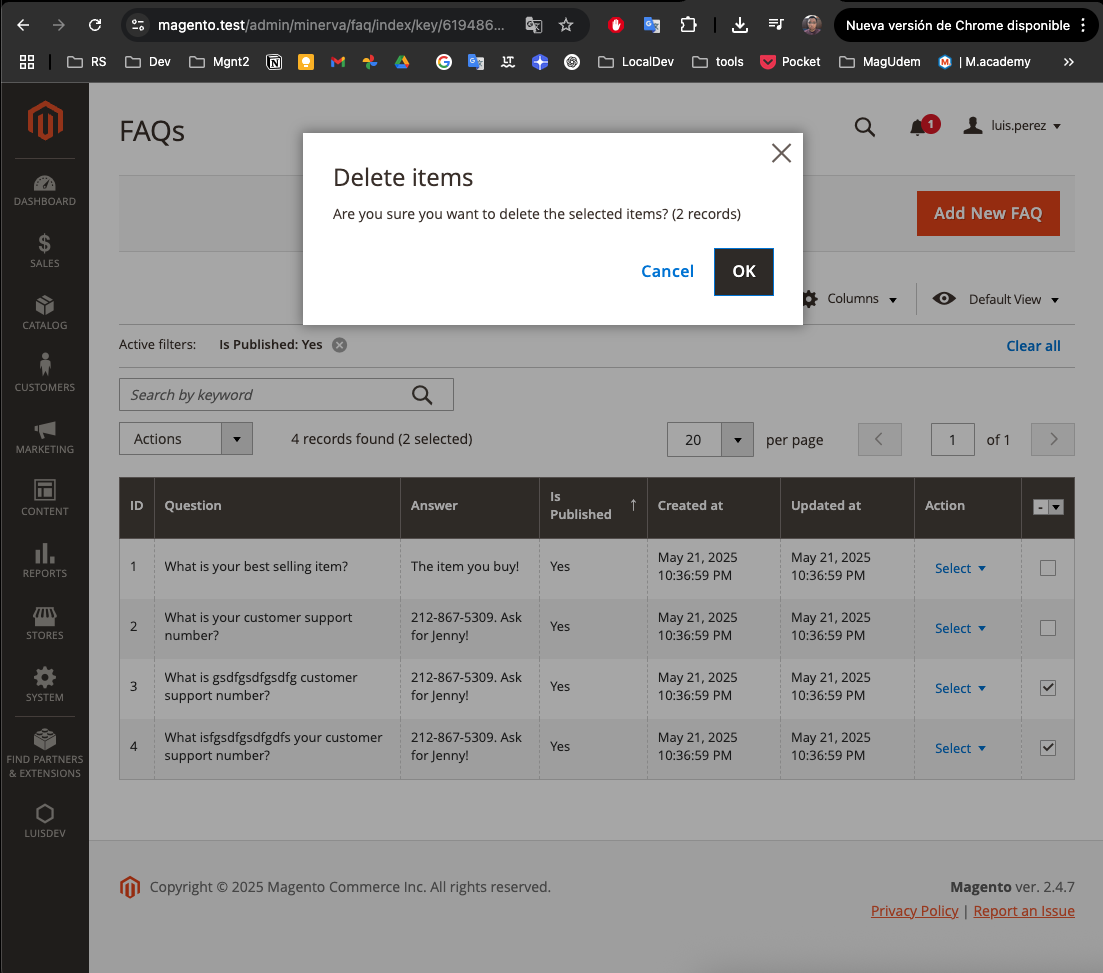 magento.test/admin/minerva/faq/index/key/619486...
Nueva versión de Chrome disponible
RS
Dev
Mgnt2
LocalDev
tools
Pocket
MagUdem
| M.academy
DASHBOARD
SALES
CATALOG
CUSTOMERS
MARKETING
CONTENT
REPORTS
STORES
SYSTEM
FIND PARTNERS
& EXTENSIONS
LUISDEV
FAQs
1
luis.perez
Delete items
Are you sure you want to delete the selected items? (2 records)
Cancel
OK
Add New FAQ
Columns
Default View
Active filters:
Is Published: Yes
Clear all
Search by keyword
Actions
4 records found (2 selected)
20
per page
1
of 1
ID Question Answer Is Published ↑ Created at Updated at Action
1 What is your best selling item? The item you buy! Yes May 21, 2025 10:36:59 PM May 21, 2025 10:36:59 PM Select
2 What is your customer support number? 212-867-5309. Ask for Jenny! Yes May 21, 2025 10:36:59 PM May 21, 2025 10:36:59 PM Select
3 What is gsdfgsdfgsdfg customer support number? 212-867-5309. Ask for Jenny! Yes May 21, 2025 10:36:59 PM May 21, 2025 10:36:59 PM Select
4 What isfgsdfgsdfgdfs your customer support number? 212-867-5309. Ask for Jenny! Yes May 21, 2025 10:36:59 PM May 21, 2025 10:36:59 PM Select
Copyright © 2025 Magento Commerce Inc. All rights reserved.
Magento ver. 2.4.7
Privacy Policy | Report an Issue